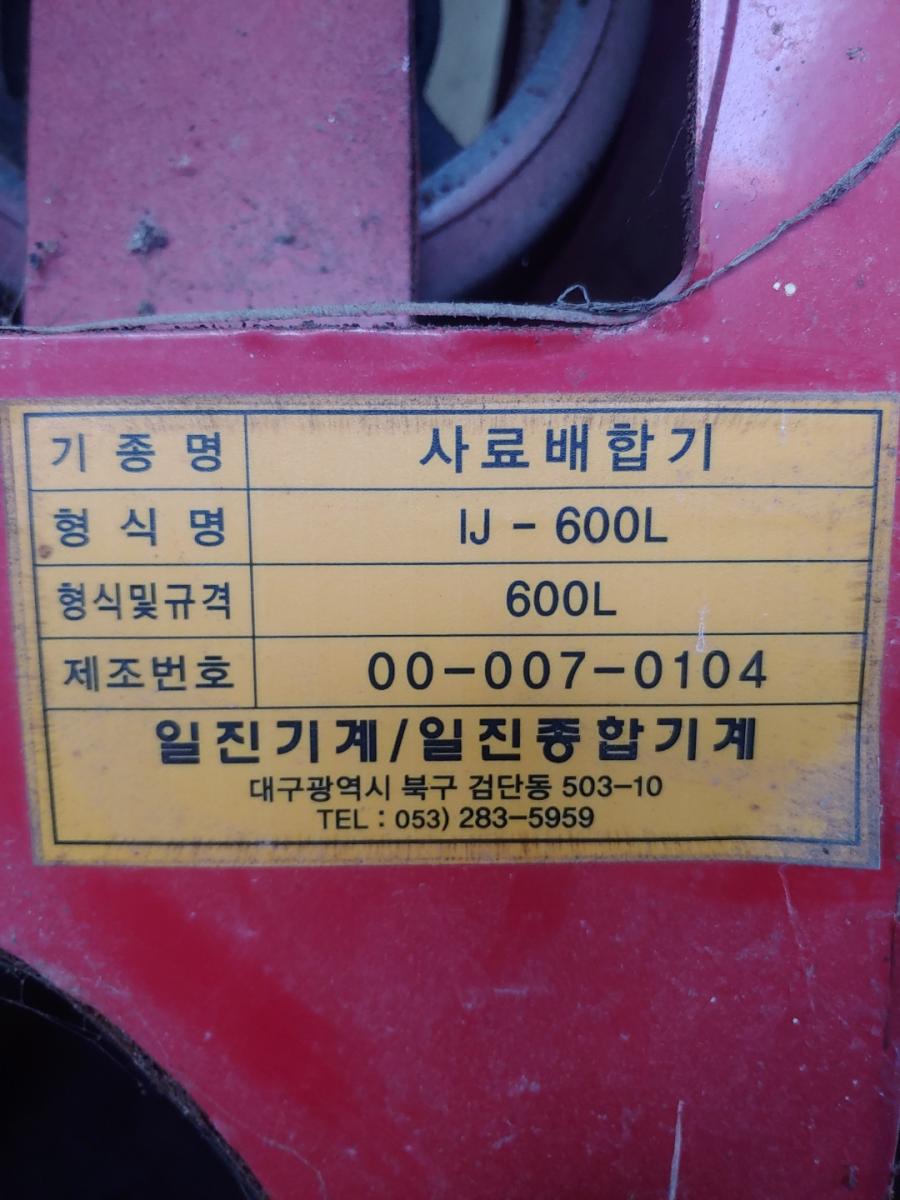 기종명 사료배합기
형식명 IJ - 600L
형식및규격 600L
제조번호 00-007-0104
일진기계/일진종합기계
대구광역시 북구 검단동 503-10
TEL : 053) 283-5959